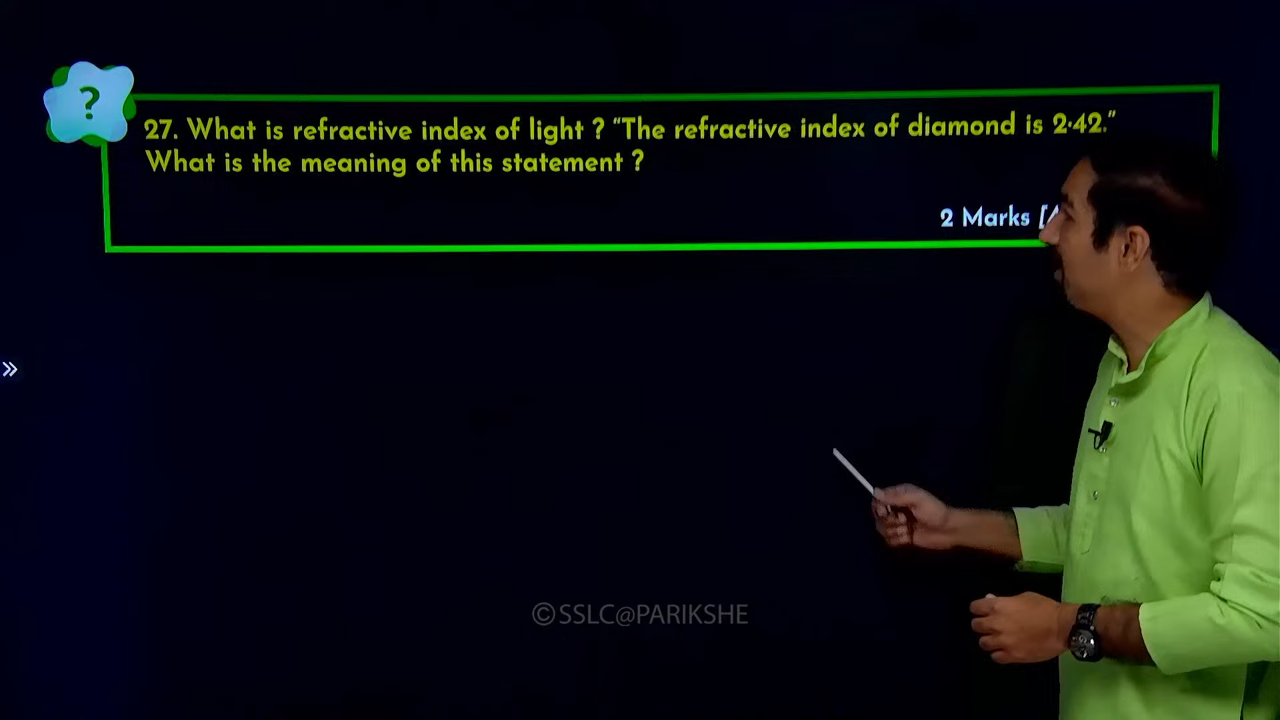 ?
27. What is refractive index of light ? "The refractive index of diamond is 2·42."
What is the meaning of this statement ?
2 Marks [
»
©SSLC@PARIKSHE